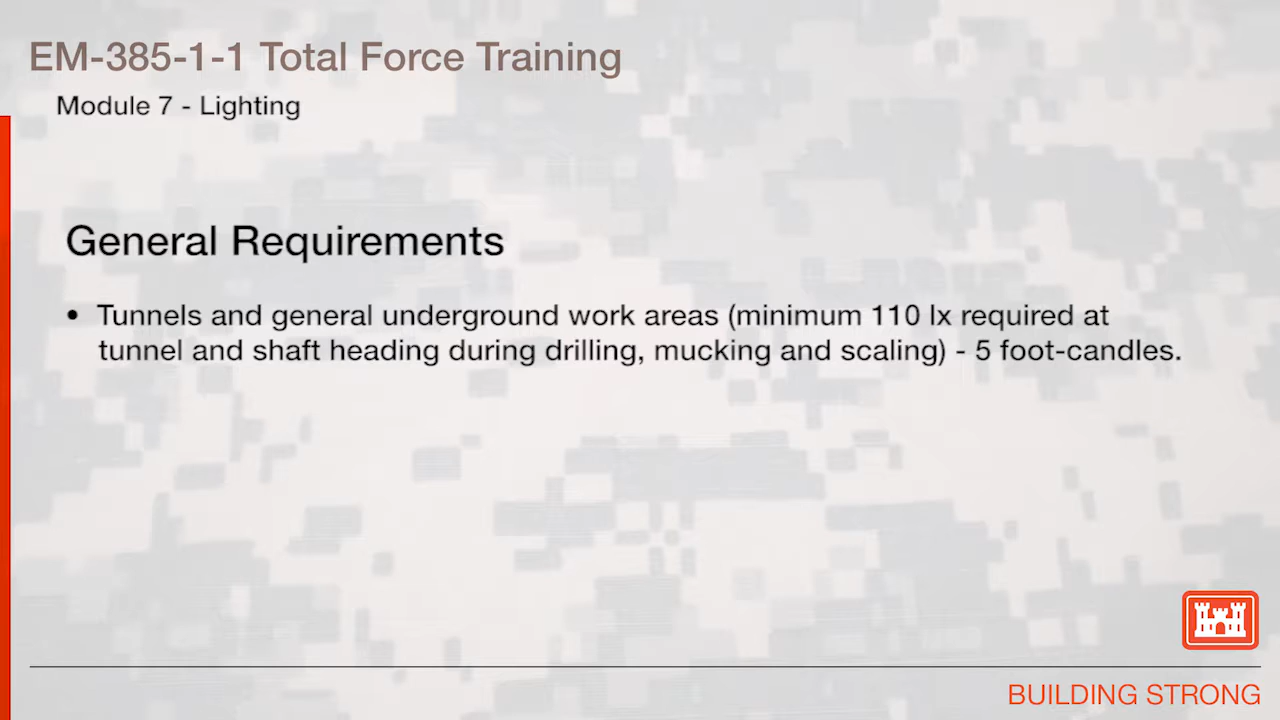 EM-385-1-1 Total Force Training
Module 7 - Lighting
General Requirements
• Tunnels and general underground work areas (minimum 110 lx required at
tunnel and shaft heading during drilling, mucking and scaling) - 5 foot-candles.
BUILDING STRONG